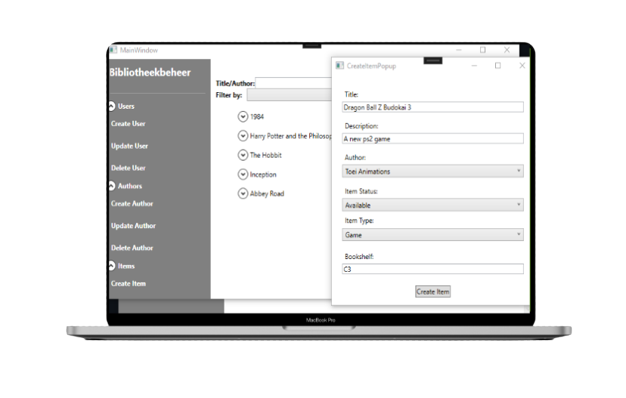 MainWindow
Bibliotheekbeheer
Users
Create User
Update User
Delete User
Authors
Create Author
Update Author
Delete Author
Items
Create Item
Title/Author:
Filter by:
1984
Harry Potter and the Philosop
The Hobbit
Inception
Abbey Road
CreateItemPopup
Title:
Dragon Ball Z Budokai 3
Description:
A new ps2 game
Author:
Toei Animations
Item Status:
Available
Item Type:
Game
Bookshelf:
C3
Create Item
MacBook Pro